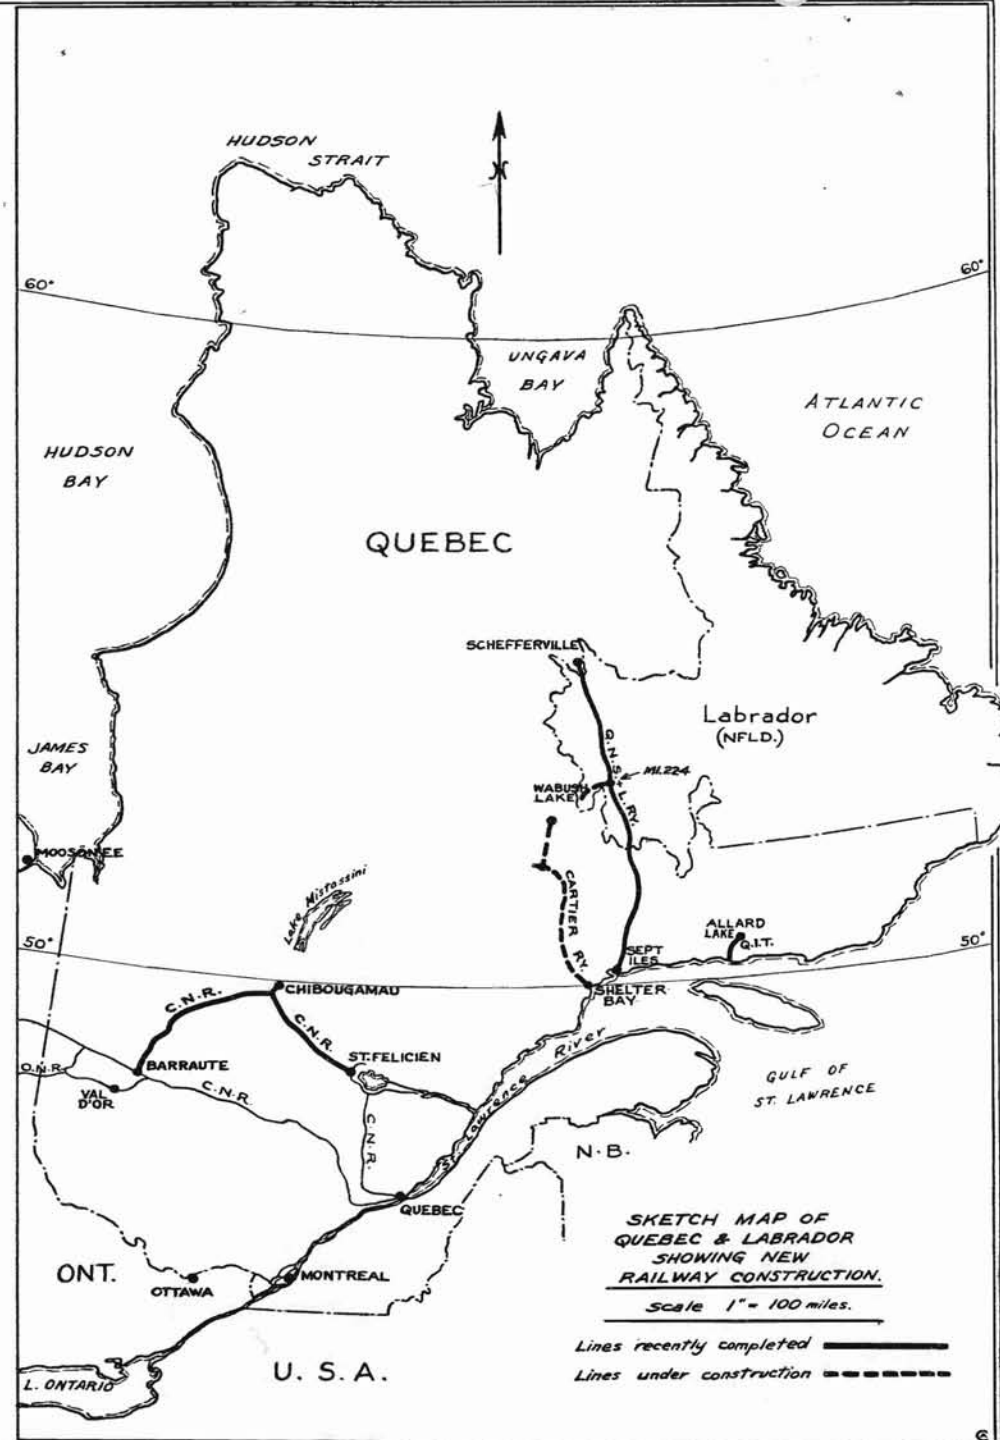 HUDSON
STRAIT
N
60°
60°
UNGAVA
BAY
ATLANTIC
OCEAN
HUDSON
BAY
QUEBEC
SCHEFFERVILLE
Labrador
(NFLD.)
Q.N.S. & L. RY.
MI.224
JAMES
BAY
WABUSH
LAKE
MOOSONEE
CARTIER RY.
Lake Mistassini
ALLARD
LAKE
Q.I.T.
50°
50°
SEPT
ILES
SHELTER
BAY
C.N.R.
CHIBOUGAMAU
C.N.R.
ST. FELICIEN
O.N.R.
BARRAUTE
VAL
D'OR
C.N.R.
C.N.R.
Lawrence River
GULF OF
ST. LAWRENCE
N.B.
QUEBEC
SKETCH MAP OF
QUEBEC & LABRADOR
SHOWING NEW
RAILWAY CONSTRUCTION.
Scale 1" = 100 miles.
ONT.
OTTAWA
MONTREAL
Lines recently completed
Lines under construction
L. ONTARIO
U. S. A.